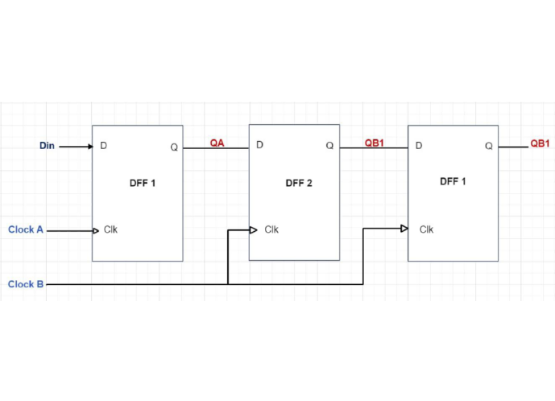 Din
D
Q
QA
D
Q
QB1
D
Q
QB1
DFF 1
DFF 2
DFF 1
Clock A
Clk
Clk
Clk
Clock B